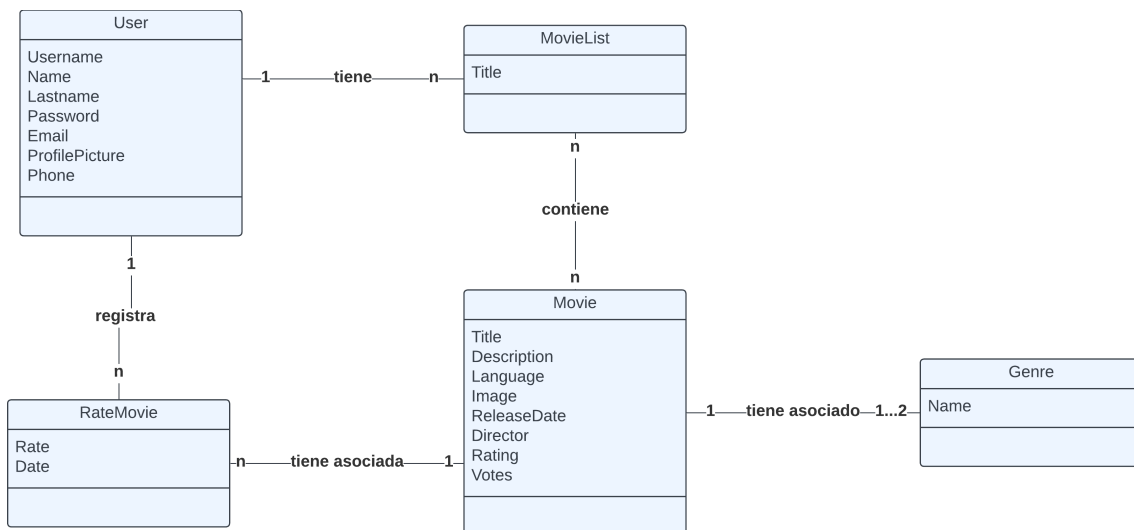 User
Username
Name
Lastname
Password
Email
ProfilePicture
Phone
1 tiene n
MovieList
Title
n
contiene
n
1
registra
n
RateMovie
Rate
Date
n tiene asociada 1
Movie
Title
Description
Language
Image
ReleaseDate
Director
Rating
Votes
1 tiene asociado 1...2
Genre
Name